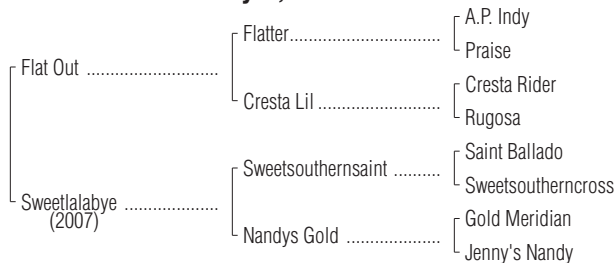 Flat Out
Sweetlalabye
(2007)
Flatter
Cresta Lil
Sweetsouthernsaint
Nandys Gold
A.P. Indy
Praise
Cresta Rider
Rugosa
Saint Ballado
Sweetsoutherncross
Gold Meridian
Jenny's Nandy